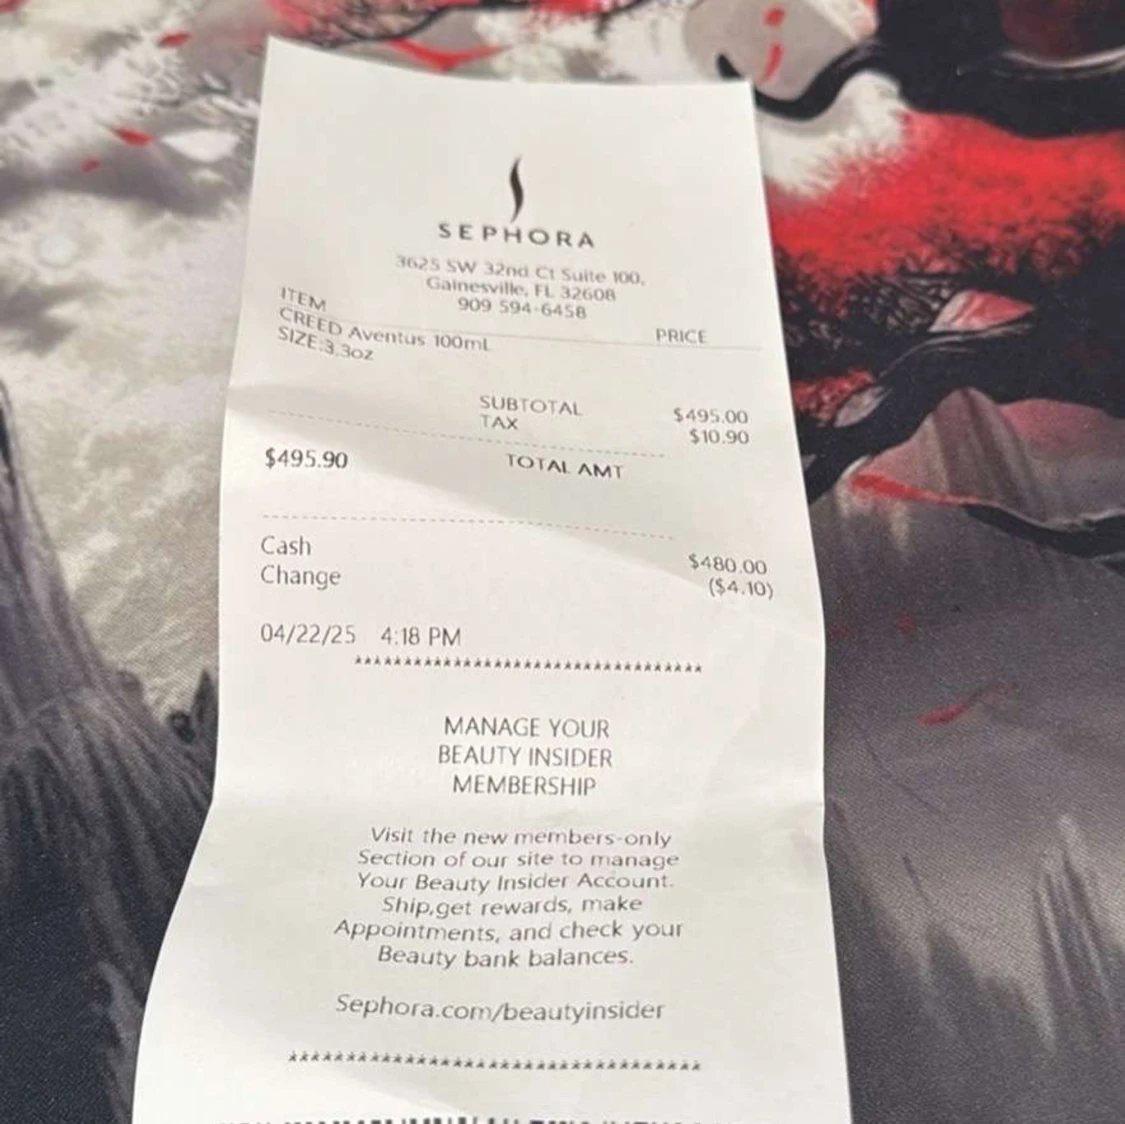 SEPHORA
3625 SW 32nd Ct Suite 100,
Gainesville, FL 32608
909 594-6458
ITEM PRICE
CREED Aventus 100mL
SIZE:3.3oz
SUBTOTAL $495.00
TAX $10.90
$495.90 TOTAL AMT
Cash $480.00
Change ($4.10)
04/22/25 4:18 PM
***********************************
MANAGE YOUR
BEAUTY INSIDER
MEMBERSHIP
Visit the new members-only
Section of our site to manage
Your Beauty Insider Account.
Ship,get rewards, make
Appointments, and check your
Beauty bank balances.
Sephora.com/beautyinsider
***********************************